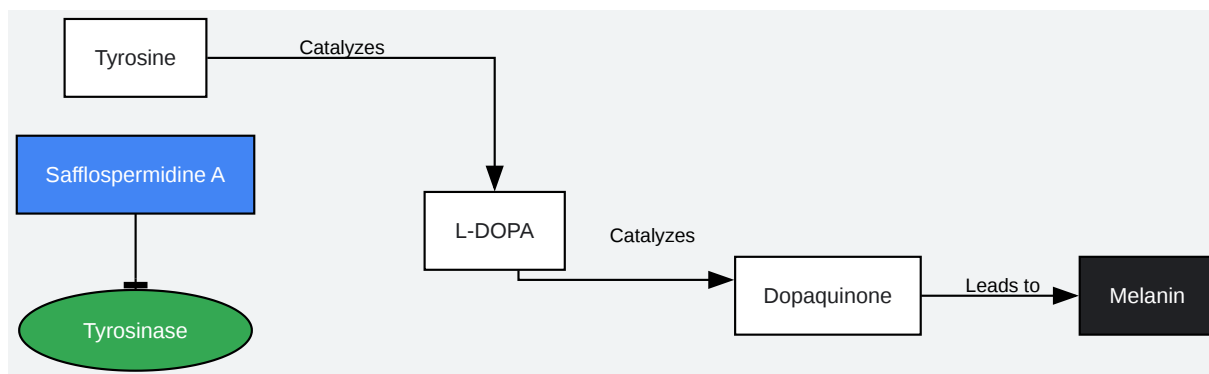 Tyrosine
Catalyzes
Safflospermidine A
L-DOPA
Catalyzes
Dopaquinone
Leads to
Melanin
Tyrosinase